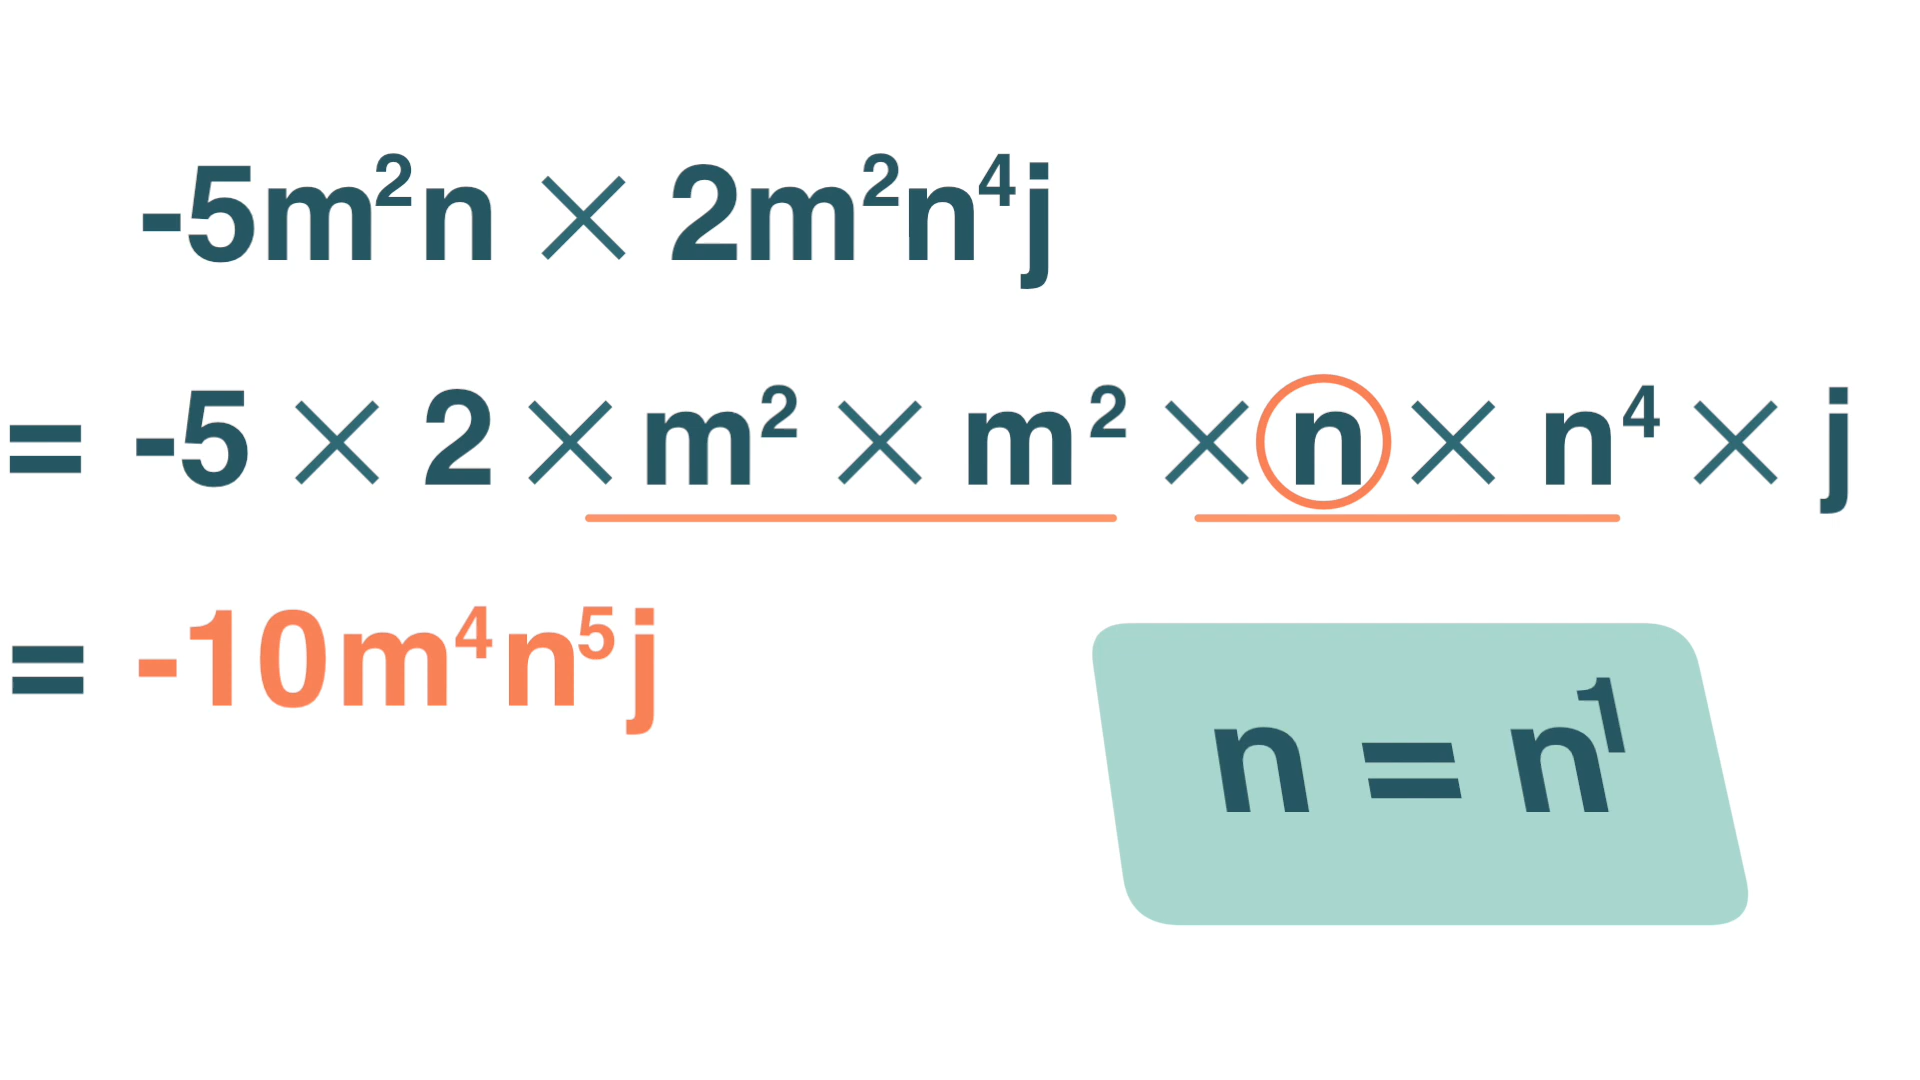 -5m²n × 2m²n⁴j
= -5 × 2 × m² × m² × n × n⁴ × j
= -10m⁴n⁵j
n = n¹